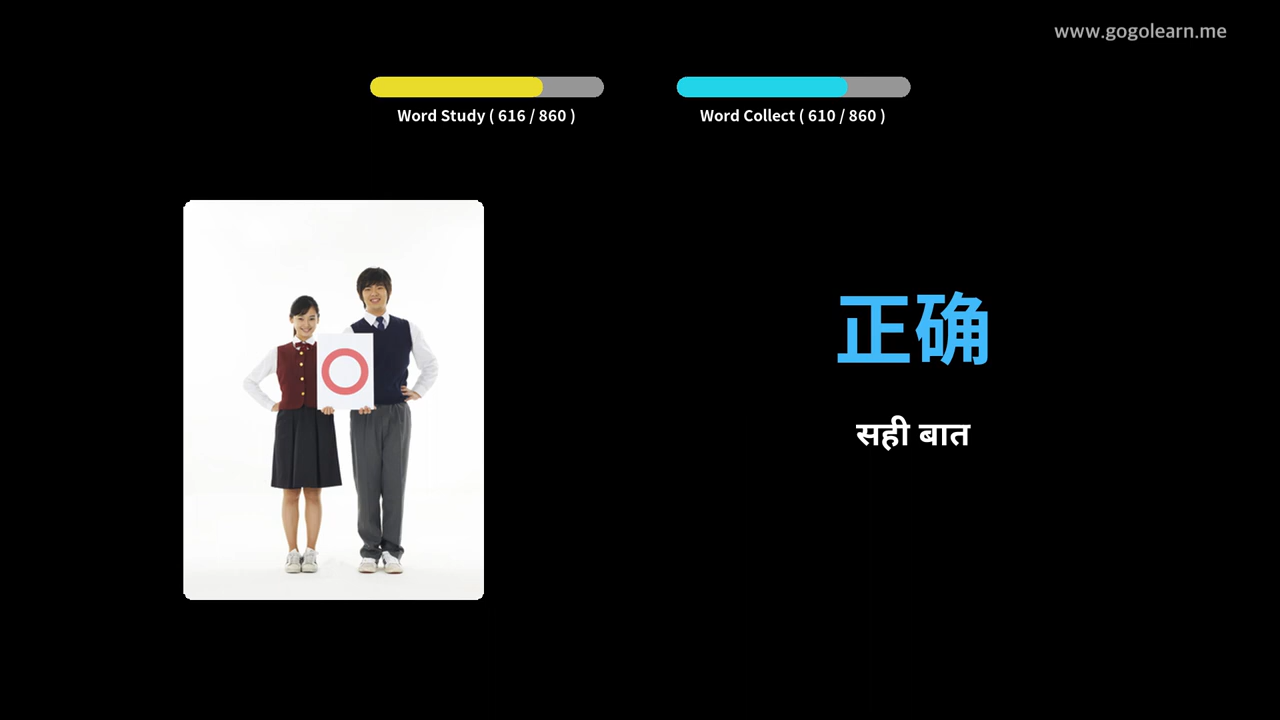 www.gogolearn.me
Word Study ( 616 / 860 )
Word Collect ( 610 / 860 )
正确
सही बात